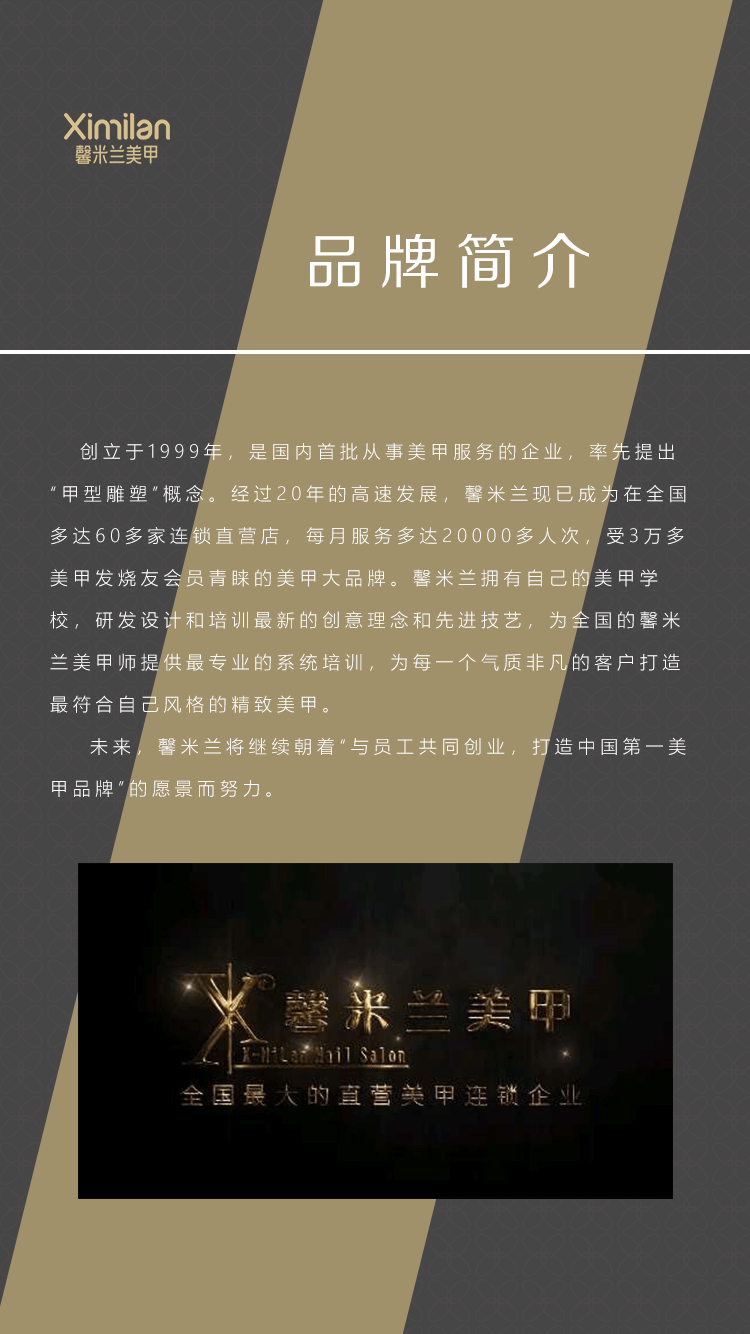 Ximilan
馨米兰美甲
品牌简介
创立于1999年，是国内首批从事美甲服务的企业，率先提出
“甲型雕塑”概念。经过20年的高速发展，馨米兰现已成为在全国
多达60多家连锁直营店，每月服务多达20000多人次，受3万多
美甲发烧友会员青睐的美甲大品牌。馨米兰拥有自己的美甲学
校，研发设计和培训最新的创意理念和先进技艺，为全国的馨米
兰美甲师提供最专业的系统培训，为每一个气质非凡的客户打造
最符合自己风格的精致美甲。
未来，馨米兰将继续朝着“与员工共同创业，打造中国第一美
甲品牌”的愿景而努力。
馨米兰美甲
X-MiLan Nail Salon
全国最大的直营美甲连锁企业